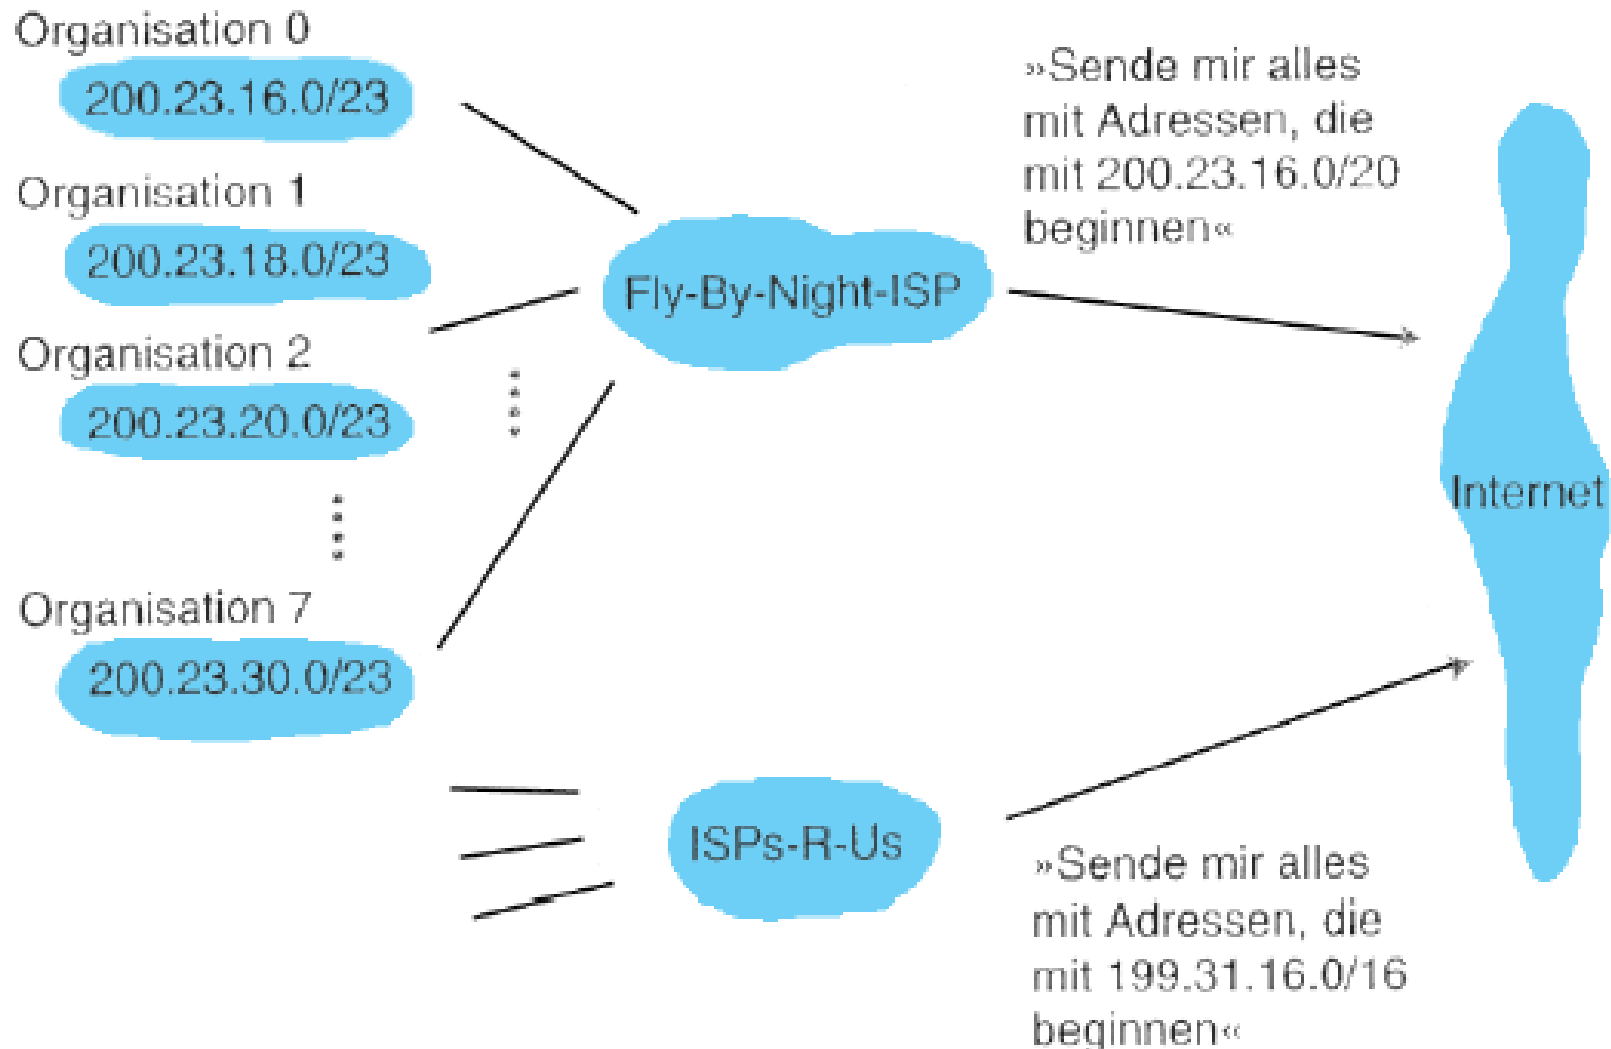 Organisation 0
200.23.16.0/23
Organisation 1
200.23.18.0/23
Organisation 2
200.23.20.0/23
Organisation 7
200.23.30.0/23
Fly-By-Night-ISP
ISPs-R-Us
»Sende mir alles
mit Adressen, die
mit 200.23.16.0/20
beginnen«
Internet
»Sende mir alles
mit Adressen, die
mit 199.31.16.0/16
beginnen«